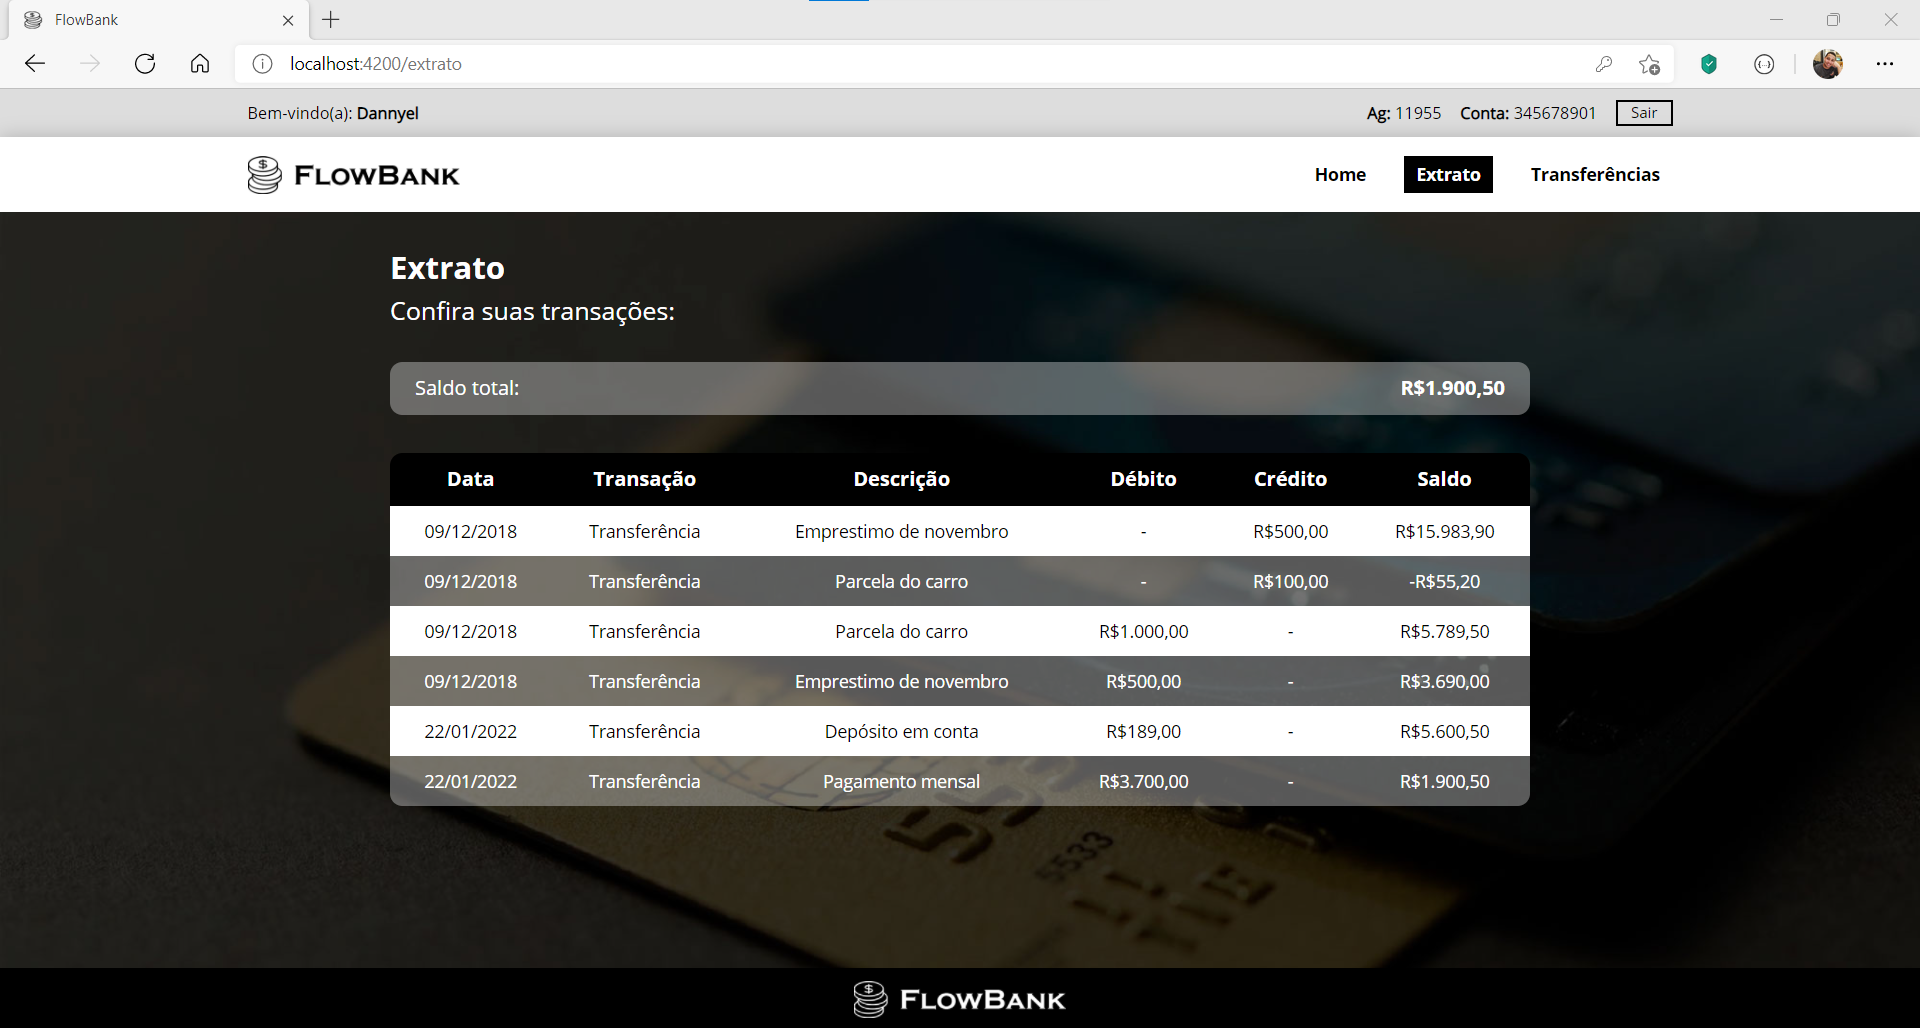 FlowBank
localhost:4200/extrato
Bem-vindo(a): Dannyel
Ag: 11955 Conta: 345678901 Sair
FLOWBANK
Home Extrato Transferências
Extrato
Confira suas transações:
Saldo total: R$1.900,50
Data Transação Descrição Débito Crédito Saldo
09/12/2018 Transferência Emprestimo de novembro - R$500,00 R$15.983,90
09/12/2018 Transferência Parcela do carro - R$100,00 -R$55,20
09/12/2018 Transferência Parcela do carro R$1.000,00 - R$5.789,50
09/12/2018 Transferência Emprestimo de novembro R$500,00 - R$3.690,00
22/01/2022 Transferência Depósito em conta R$189,00 - R$5.600,50
22/01/2022 Transferência Pagamento mensal R$3.700,00 - R$1.900,50
5533
FLOWBANK